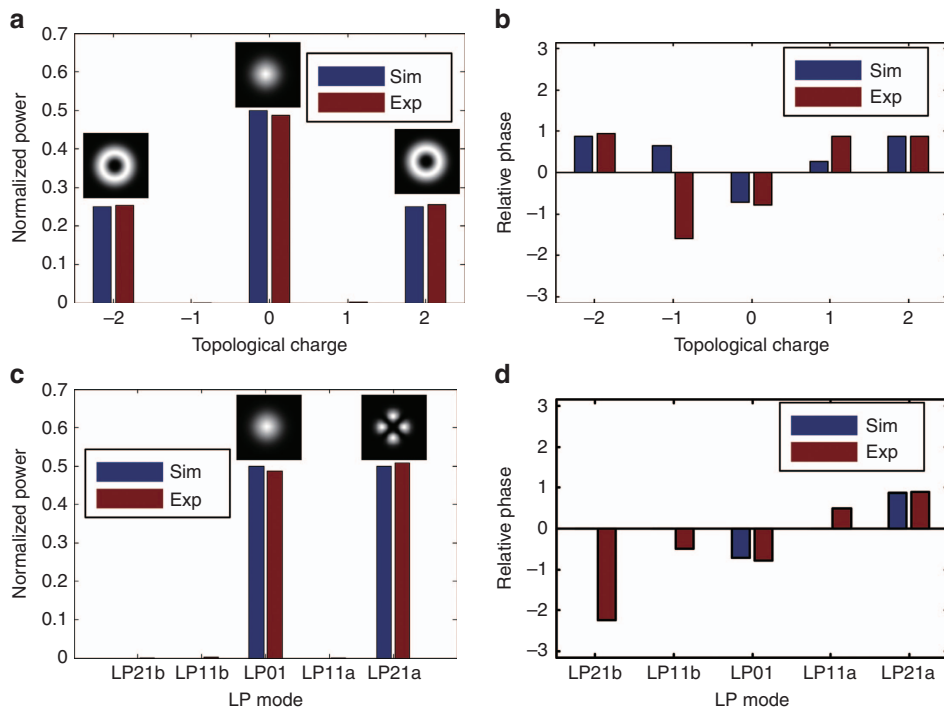 a
0.7
0.6
0.5
0.4
0.3
0.2
0.1
0
Normalized power
Sim
Exp
–2
–1
0
1
2
Topological charge
b
3
2
1
0
–1
–2
–3
Relative phase
Sim
Exp
–2
–1
0
1
2
Topological charge
c
0.7
0.6
0.5
0.4
0.3
0.2
0.1
0
Normalized power
Sim
Exp
LP21b
LP11b
LP01
LP11a
LP21a
LP mode
d
3
2
1
0
–1
–2
–3
Relative phase
Sim
Exp
LP21b
LP11b
LP01
LP11a
LP21a
LP mode